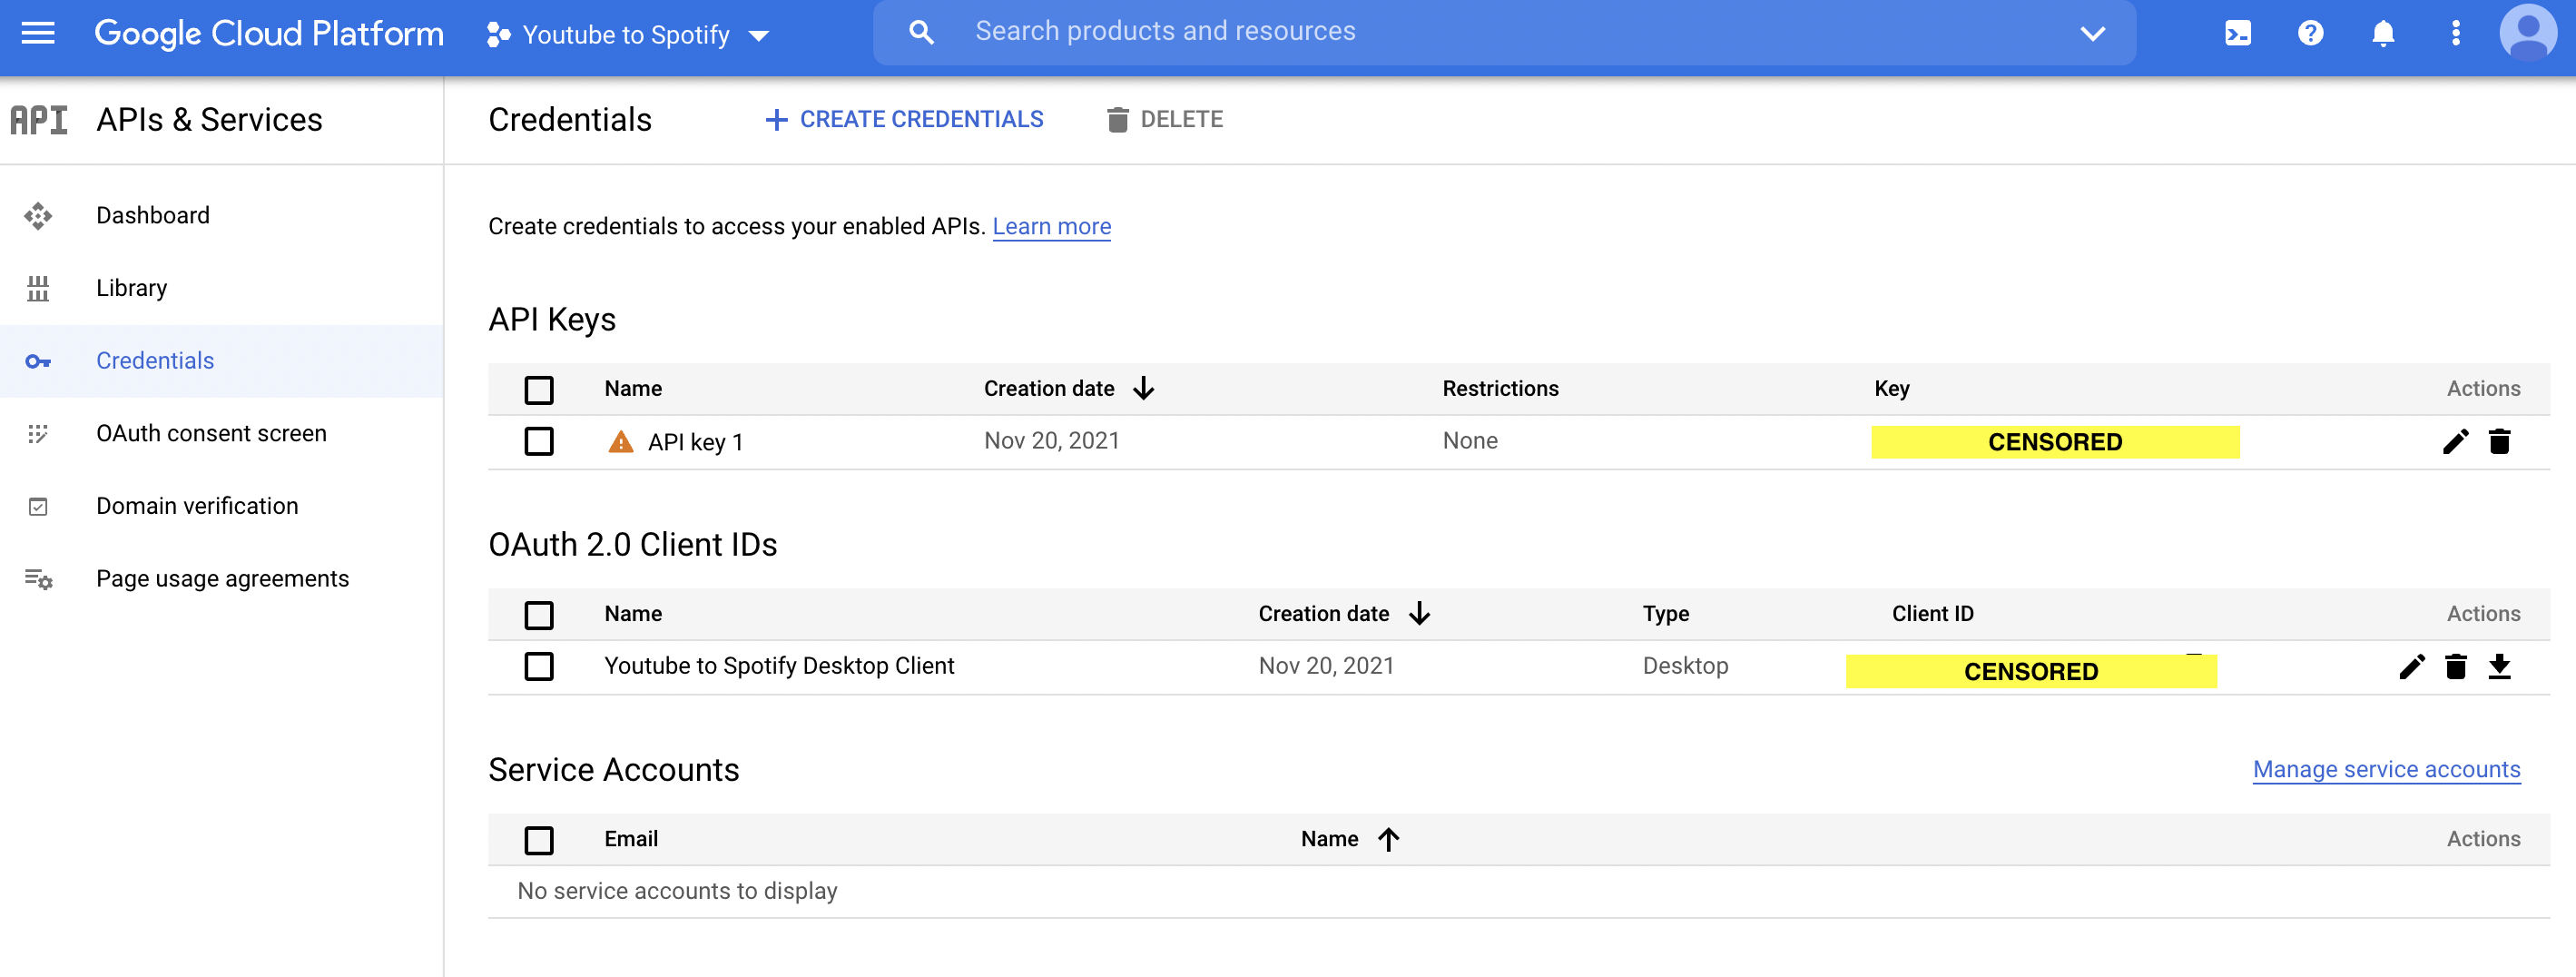 Google Cloud Platform Youtube to Spotify Search products and resources
API APIs & Services
Credentials CREATE CREDENTIALS DELETE
Dashboard
Library
Credentials
OAuth consent screen
Domain verification
Page usage agreements
Create credentials to access your enabled APIs. Learn more
API Keys
Name Creation date Restrictions Key Actions
API key 1 Nov 20, 2021 None CENSORED
OAuth 2.0 Client IDs
Name Creation date Type Client ID Actions
Youtube to Spotify Desktop Client Nov 20, 2021 Desktop CENSORED
Service Accounts Manage service accounts
Email Name Actions
No service accounts to display